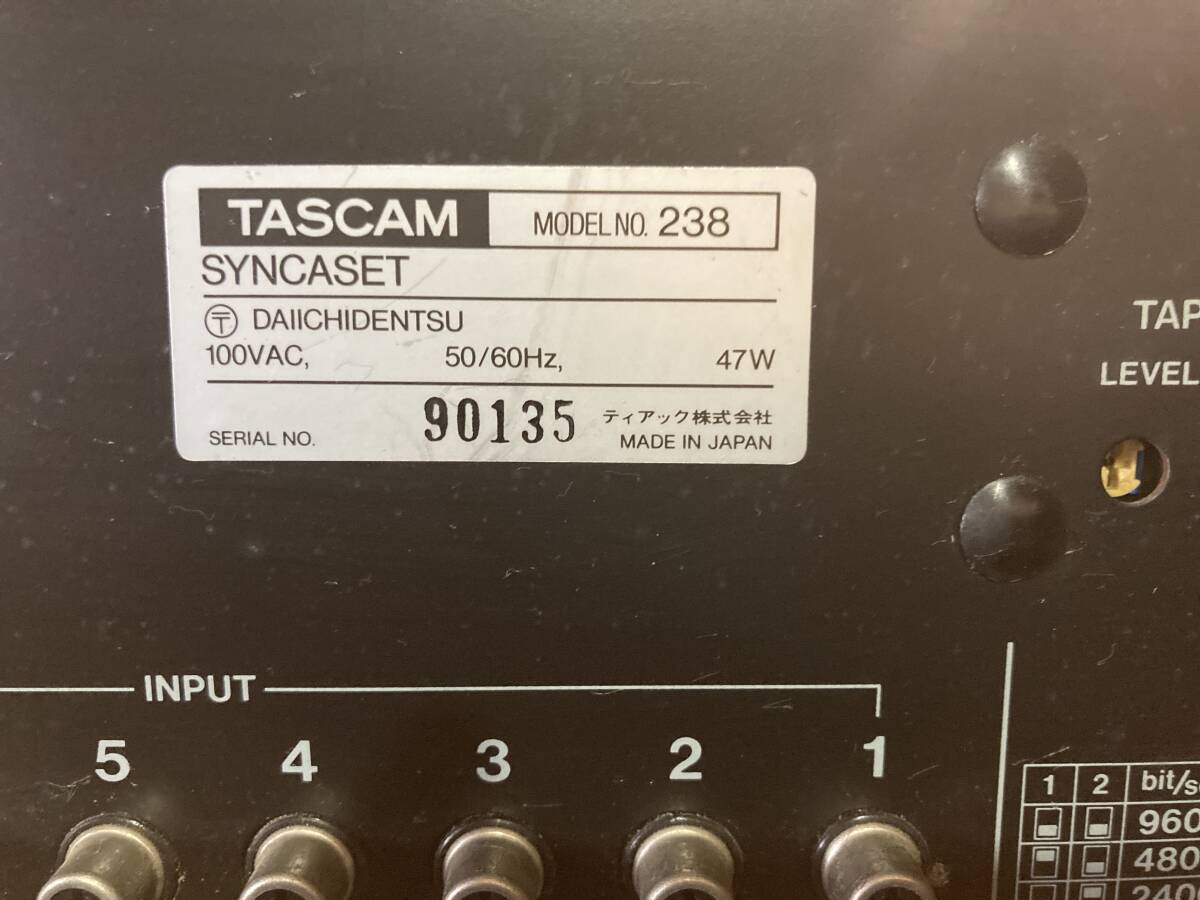 TASCAM MODEL NO. 238
SYNCASET
〶 DAIICHIDENTSU
100VAC, 50/60Hz, 47W
SERIAL NO. 90135 ティアック株式会社
MADE IN JAPAN
LEVEL
INPUT
5 4 3 2 1
1 2
480